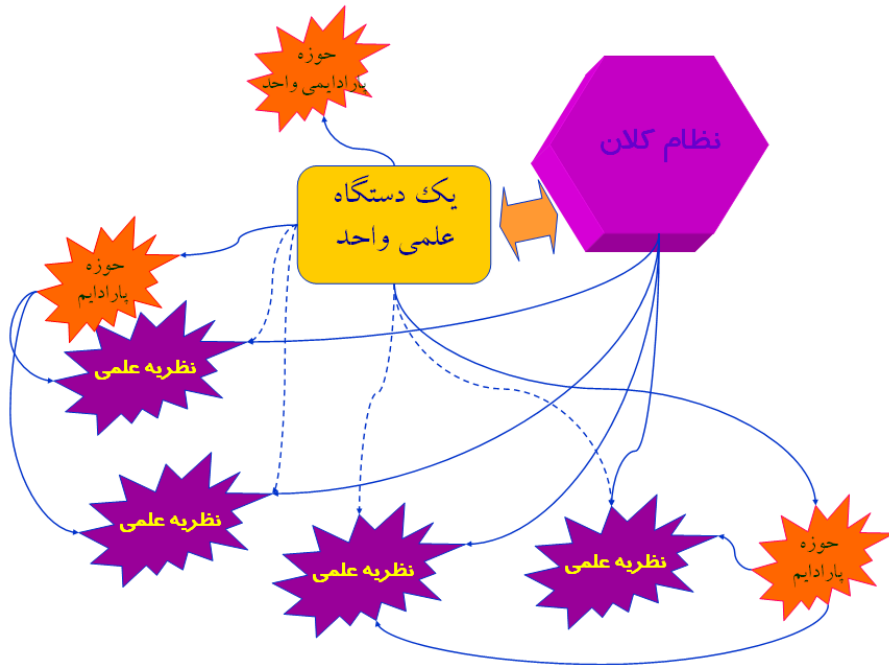 حوزه
پارادایمی واحد
نظام کلان
یک دستگاه
علمی واحد
حوزه
پارادایم
نظریه علمی
نظریه علمی
نظریه علمی
نظریه علمی
حوزه
پارادایم